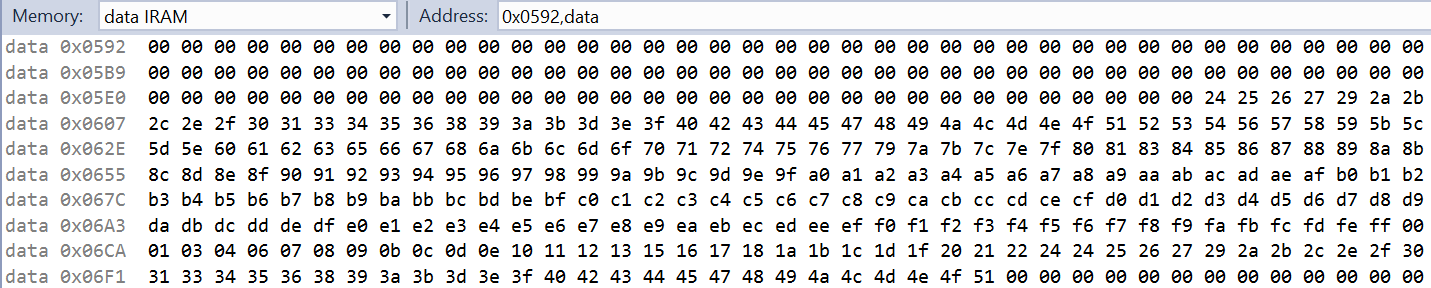 Memory: data IRAM Address: 0x0592,data
data 0x0592 00 00 00 00 00 00 00 00 00 00 00 00 00 00 00 00 00 00 00 00 00 00 00 00 00 00 00 00 00 00 00 00 00 00 00 00 00 00 00
data 0x05B9 00 00 00 00 00 00 00 00 00 00 00 00 00 00 00 00 00 00 00 00 00 00 00 00 00 00 00 00 00 00 00 00 00 00 00 00 00 00 00
data 0x05E0 00 00 00 00 00 00 00 00 00 00 00 00 00 00 00 00 00 00 00 00 00 00 00 00 00 00 00 00 00 00 00 00 24 25 26 27 29 2a 2b
data 0x0607 2c 2e 2f 30 31 33 34 35 36 38 39 3a 3b 3d 3e 3f 40 42 43 44 45 47 48 49 4a 4c 4d 4e 4f 51 52 53 54 56 57 58 59 5b 5c
data 0x062E 5d 5e 60 61 62 63 65 66 67 68 6a 6b 6c 6d 6f 70 71 72 74 75 76 77 79 7a 7b 7c 7e 7f 80 81 83 84 85 86 87 88 89 8a 8b
data 0x0655 8c 8d 8e 8f 90 91 92 93 94 95 96 97 98 99 9a 9b 9c 9d 9e 9f a0 a1 a2 a3 a4 a5 a6 a7 a8 a9 aa ab ac ad ae af b0 b1 b2
data 0x067C b3 b4 b5 b6 b7 b8 b9 ba bb bc bd be bf c0 c1 c2 c3 c4 c5 c6 c7 c8 c9 ca cb cc cd ce cf d0 d1 d2 d3 d4 d5 d6 d7 d8 d9
data 0x06A3 da db dc dd de df e0 e1 e2 e3 e4 e5 e6 e7 e8 e9 ea eb ec ed ee ef f0 f1 f2 f3 f4 f5 f6 f7 f8 f9 fa fb fc fd fe ff 00
data 0x06CA 01 03 04 06 07 08 09 0b 0c 0d 0e 10 11 12 13 15 16 17 18 1a 1b 1c 1d 1f 20 21 22 24 24 25 26 27 29 2a 2b 2c 2e 2f 30
data 0x06F1 31 33 34 35 36 38 39 3a 3b 3d 3e 3f 40 42 43 44 45 47 48 49 4a 4c 4d 4e 4f 51 00 00 00 00 00 00 00 00 00 00 00 00 00